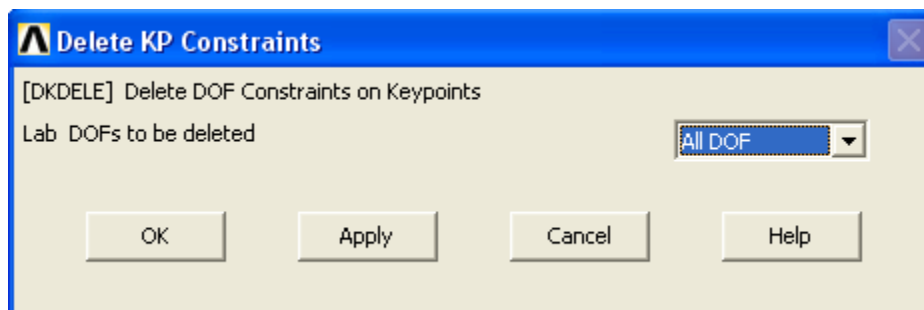 Delete KP Constraints
[DKDELE] Delete DOF Constraints on Keypoints
Lab DOFs to be deleted
All DOF
OK
Apply
Cancel
Help